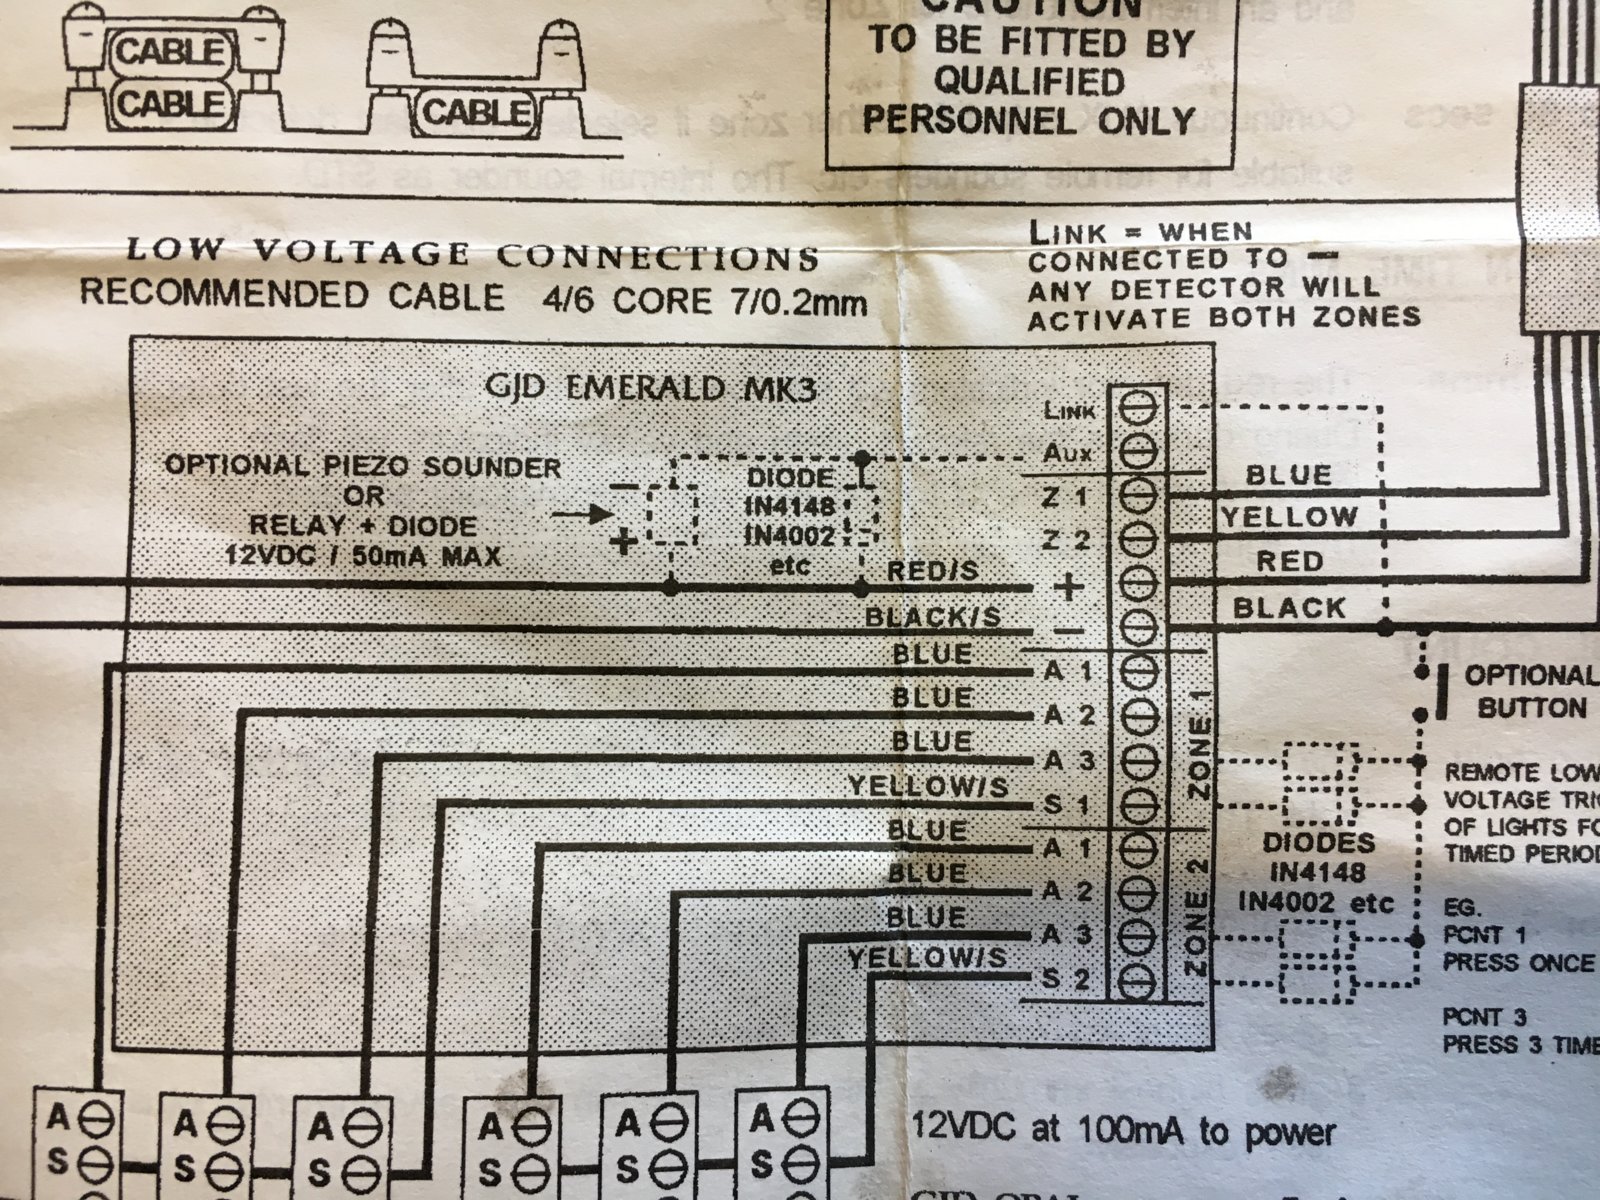 CABLE
CABLE
CABLE
CAUTION
TO BE FITTED BY
QUALIFIED
PERSONNEL ONLY
LOW VOLTAGE CONNECTIONS
RECOMMENDED CABLE 4/6 CORE 7/0.2mm
LINK = WHEN
CONNECTED TO —
ANY DETECTOR WILL
ACTIVATE BOTH ZONES
GJD EMERALD MK3
OPTIONAL PIEZO SOUNDER
OR
RELAY + DIODE
12VDC / 50mA MAX
−
+
DIODE
IN4148
IN4002
etc
LINK
AUX
Z 1
BLUE
Z 2
YELLOW
RED/S
+
RED
BLACK/S
−
BLACK
BLUE
A 1
BLUE
A 2
BLUE
A 3
YELLOW/S
S 1
ZONE 1
BLUE
A 1
BLUE
A 2
BLUE
A 3
YELLOW/S
S 2
ZONE 2
OPTIONAL
BUTTON
REMOTE LOW
VOLTAGE
OF LIGHTS
TIMED
DIODES
IN4148
IN4002 etc
EG.
PCNT 1
PRESS ONCE
PCNT 3
PRESS 3
A A A A A A
S S S S S S
12VDC at 100mA to power
GJD OPAL